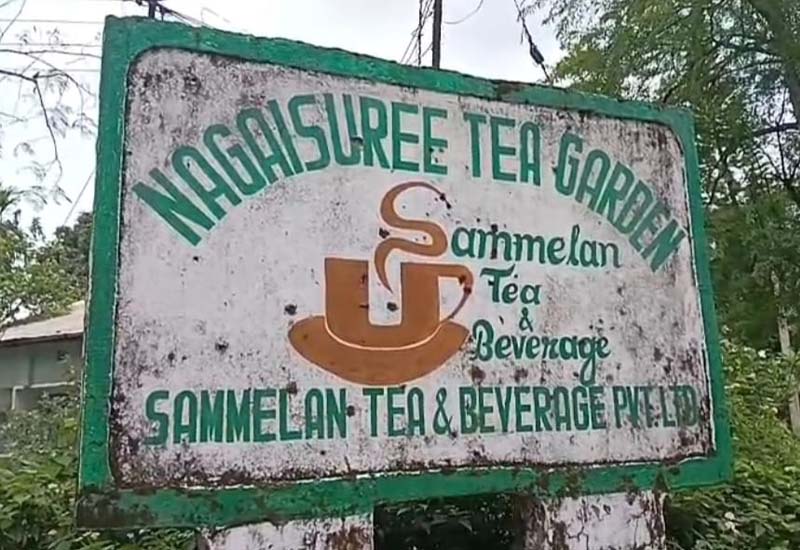 NAGAISUREE TEA GARDEN
Sammelan
Tea
&
Beverage
SAMMELAN TEA & BEVERAGE PVT. LTD